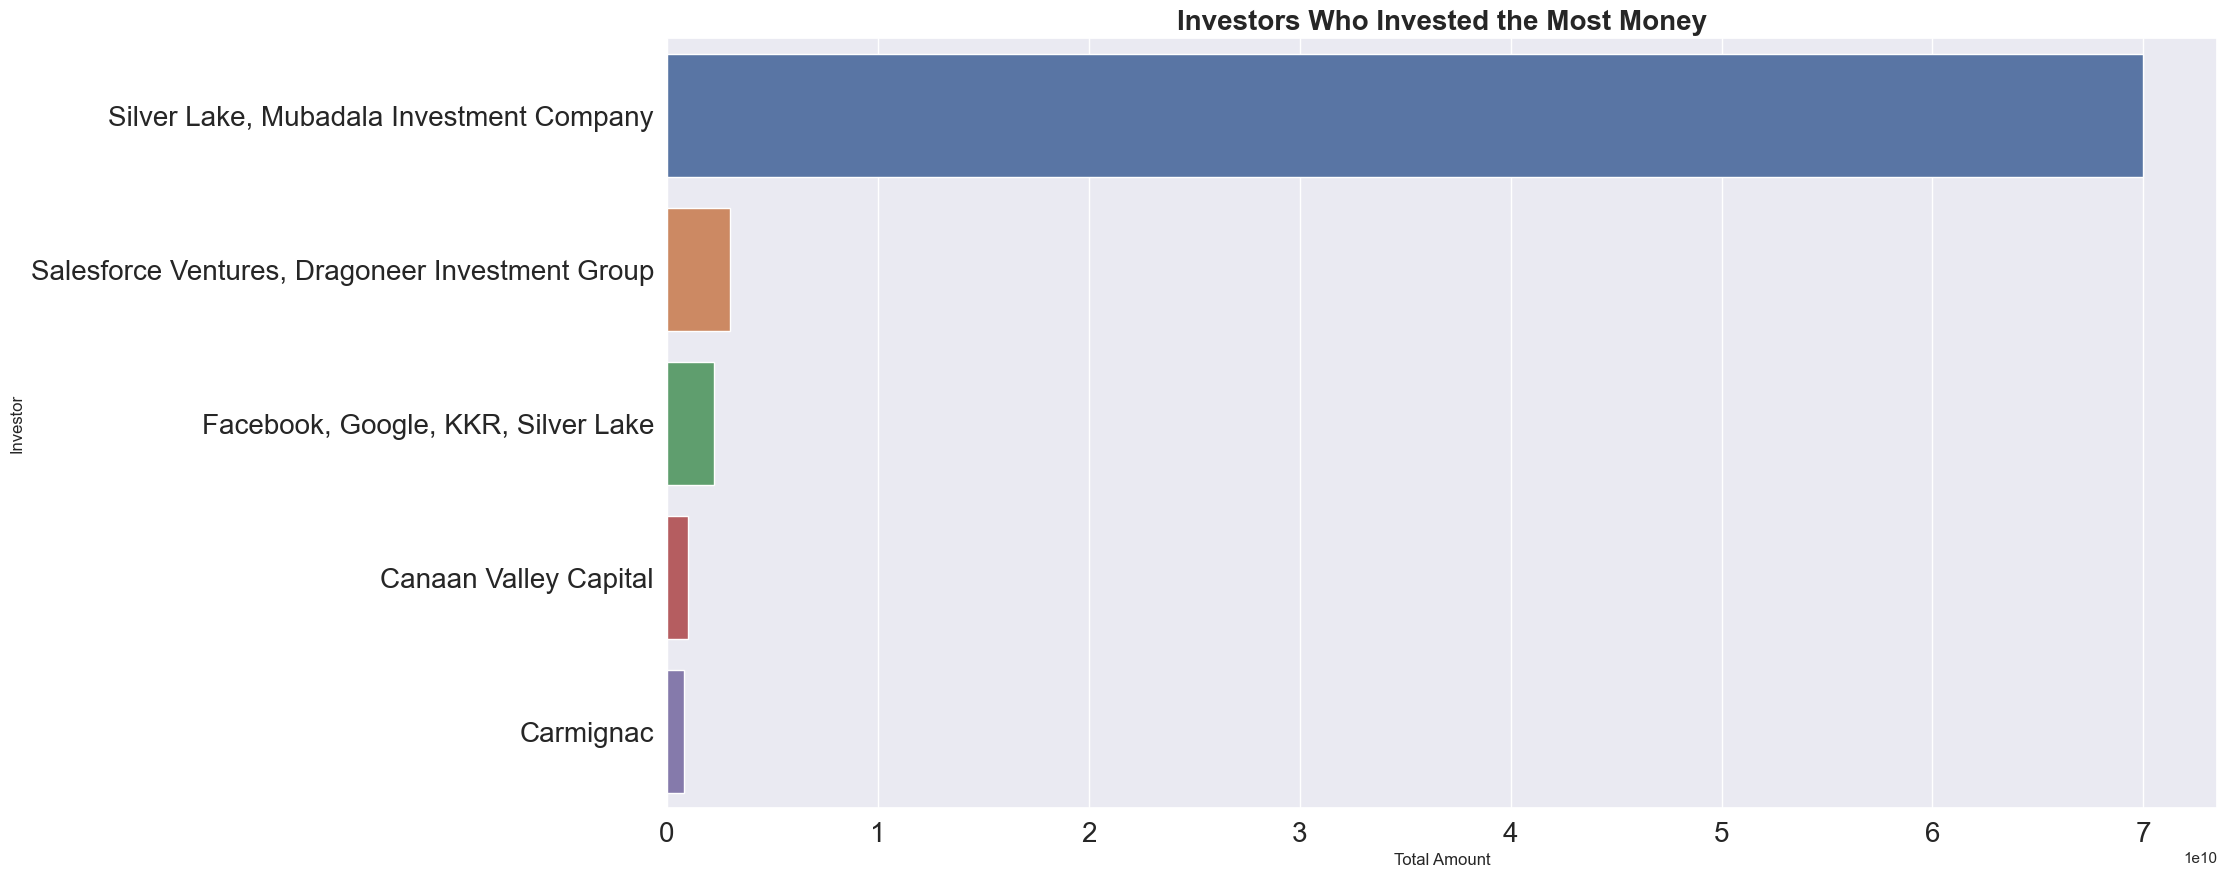 Investors Who Invested the Most Money
Silver Lake, Mubadala Investment Company
Salesforce Ventures, Dragoneer Investment Group
Facebook, Google, KKR, Silver Lake
Canaan Valley Capital
Carmignac
Investor
0 1 2 3 4 5 6 7
Total Amount
1e10